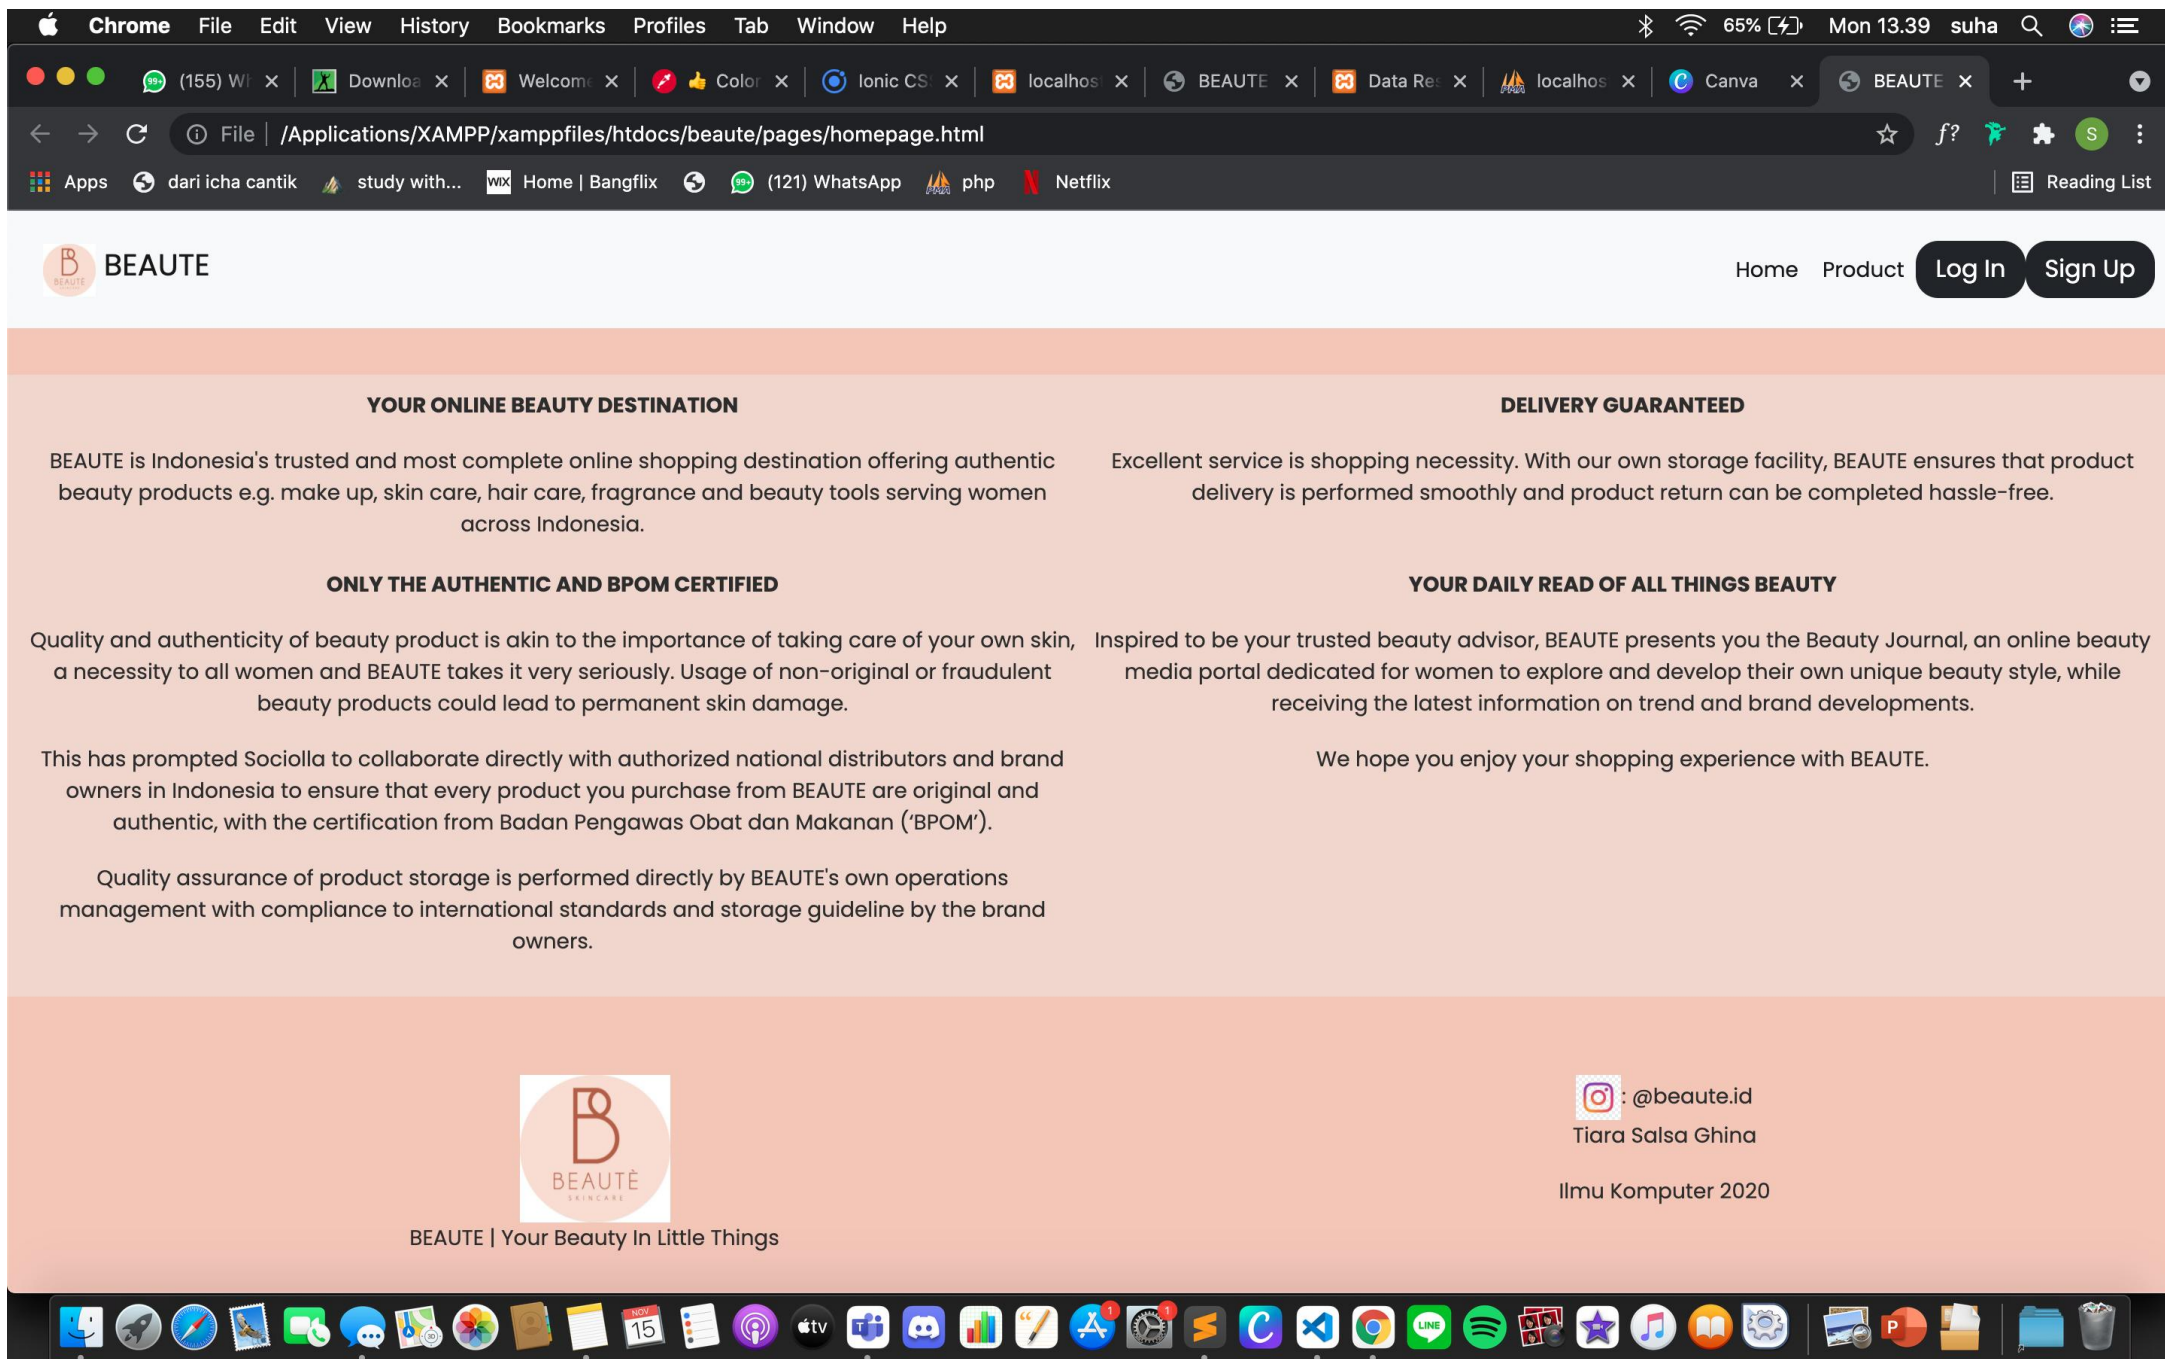 Chrome File Edit View History Bookmarks Profiles Tab Window Help 65% Mon 13.39 suha
(155) Wh Downloa Welcom Color Ionic CS localhos BEAUTE Data Res localhos Canva BEAUTE
File | /Applications/XAMPP/xamppfiles/htdocs/beaute/pages/homepage.html f? S
Apps dari icha cantik study with... WIX Home | Bangflix 99+ (121) WhatsApp PMA php Netflix Reading List
BEAUTE Home Product Log In Sign Up
YOUR ONLINE BEAUTY DESTINATION
BEAUTE is Indonesia's trusted and most complete online shopping destination offering authentic
beauty products e.g. make up, skin care, hair care, fragrance and beauty tools serving women
across Indonesia.
DELIVERY GUARANTEED
Excellent service is shopping necessity. With our own storage facility, BEAUTE ensures that product
delivery is performed smoothly and product return can be completed hassle-free.
ONLY THE AUTHENTIC AND BPOM CERTIFIED
Quality and authenticity of beauty product is akin to the importance of taking care of your own skin,
a necessity to all women and BEAUTE takes it very seriously. Usage of non-original or fraudulent
beauty products could lead to permanent skin damage.
This has prompted Sociolla to collaborate directly with authorized national distributors and brand
owners in Indonesia to ensure that every product you purchase from BEAUTE are original and
authentic, with the certification from Badan Pengawas Obat dan Makanan (‘BPOM’).
Quality assurance of product storage is performed directly by BEAUTE's own operations
management with compliance to international standards and storage guideline by the brand
owners.
YOUR DAILY READ OF ALL THINGS BEAUTY
Inspired to be your trusted beauty advisor, BEAUTE presents you the Beauty Journal, an online beauty
media portal dedicated for women to explore and develop their own unique beauty style, while
receiving the latest information on trend and brand developments.
We hope you enjoy your shopping experience with BEAUTE.
B
BEAUTÈ
SKINCARE
BEAUTE | Your Beauty In Little Things
: @beaute.id
Tiara Salsa Ghina
Ilmu Komputer 2020
NOV
15
tv
1
1
LINE
P